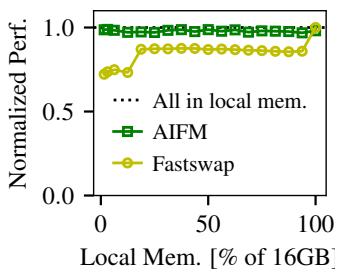 Normalized Perf.
1.0
0.5
0.0
All in local mem.
AIFM
Fastswap
0
50
100
Local Mem. [% of 16GB]